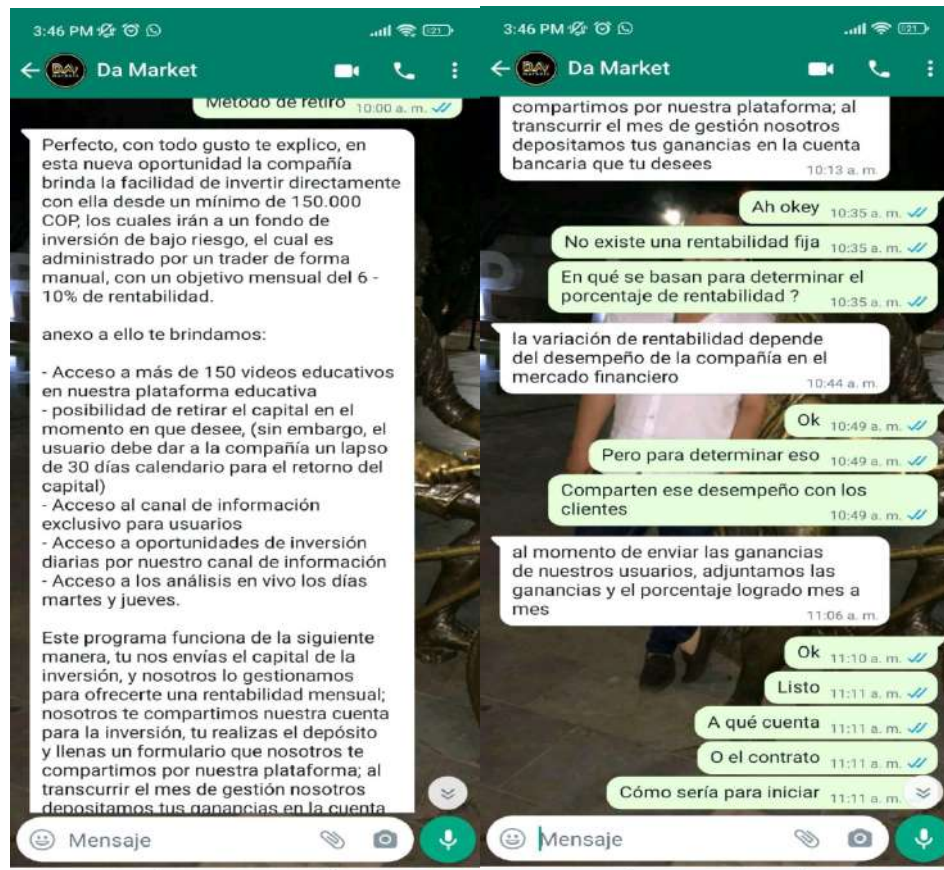 3:46 PM
21
Da Market
Metodo de retiro 10:00 a. m.
Perfecto, con todo gusto te explico, en
esta nueva oportunidad la compañía
brinda la facilidad de invertir directamente
con ella desde un mínimo de 150.000
COP, los cuales irán a un fondo de
inversión de bajo riesgo, el cual es
administrado por un trader de forma
manual, con un objetivo mensual del 6 -
10% de rentabilidad.
anexo a ello te brindamos:
- Acceso a más de 150 videos educativos
en nuestra plataforma educativa
- posibilidad de retirar el capital en el
momento en que desee, (sin embargo, el
usuario debe dar a la compañía un lapso
de 30 días calendario para el retorno del
capital)
- Acceso al canal de información
exclusivo para usuarios
- Acceso a oportunidades de inversión
diarias por nuestro canal de información
- Acceso a los análisis en vivo los días
martes y jueves.
Este programa funciona de la siguiente
manera, tu nos envías el capital de la
inversión, y nosotros lo gestionamos
para ofrecerte una rentabilidad mensual;
nosotros te compartimos nuestra cuenta
para la inversión, tu realizas el depósito
y llenas un formulario que nosotros te
compartimos por nuestra plataforma; al
transcurrir el mes de gestión nosotros
depositamos tus ganancias en la cuenta
Mensaje
3:46 PM
21
Da Market
compartimos por nuestra plataforma; al
transcurrir el mes de gestión nosotros
depositamos tus ganancias en la cuenta
bancaria que tu desees
10:13 a. m.
Ah okey 10:35 a. m.
No existe una rentabilidad fija 10:35 a. m.
En qué se basan para determinar el
porcentaje de rentabilidad ? 10:35 a. m.
la variación de rentabilidad depende
del desempeño de la compañía en el
mercado financiero 10:44 a. m.
Ok 10:49 a. m.
Pero para determinar eso 10:49 a. m.
Comparten ese desempeño con los
clientes 10:49 a. m.
al momento de enviar las ganancias
de nuestros usuarios, adjuntamos las
ganancias y el porcentaje logrado mes a
mes 11:06 a. m.
Ok 11:10 a. m.
Listo 11:11 a. m.
A qué cuenta 11:11 a. m.
O el contrato 11:11 a. m.
Cómo sería para iniciar 11:11 a. m.
Mensaje